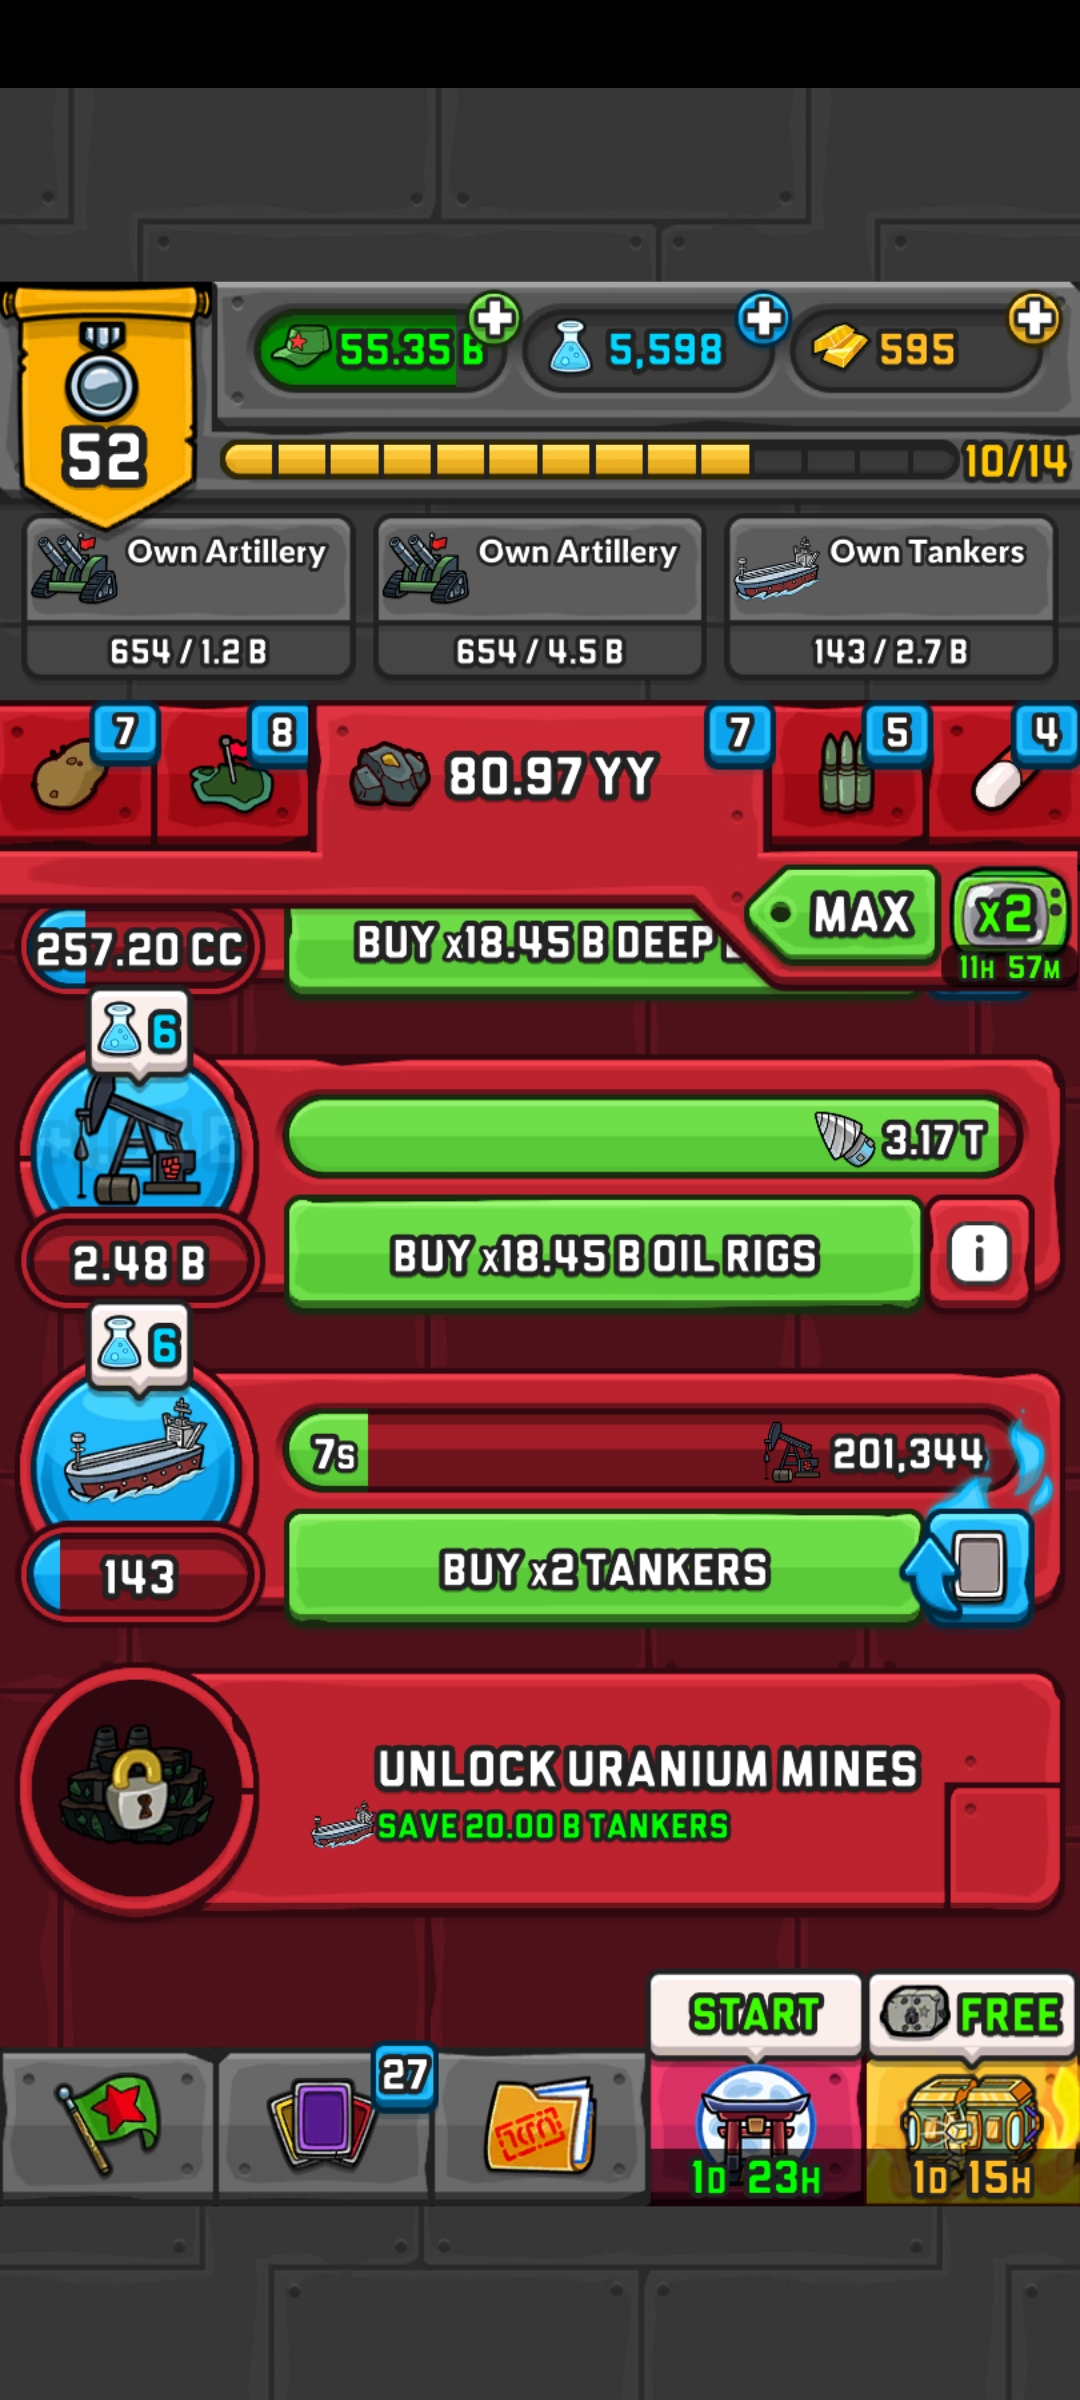 55.35 B
5,598
595
52
10/14
Own Artillery
654 / 1.2 B
Own Artillery
654 / 4.5 B
Own Tankers
143 / 2.7 B
7
8
80.97 YY
7
5
4
MAX
x2
11H 57M
257.20 CC
BUY x18.45 B DEEP
6
3.17 T
2.48 B
BUY x18.45 B OIL RIGS
i
6
7s
201,344
143
BUY x2 TANKERS
UNLOCK URANIUM MINES
SAVE 20.00 B TANKERS
START
FREE
27
1D 23H
1D 15H